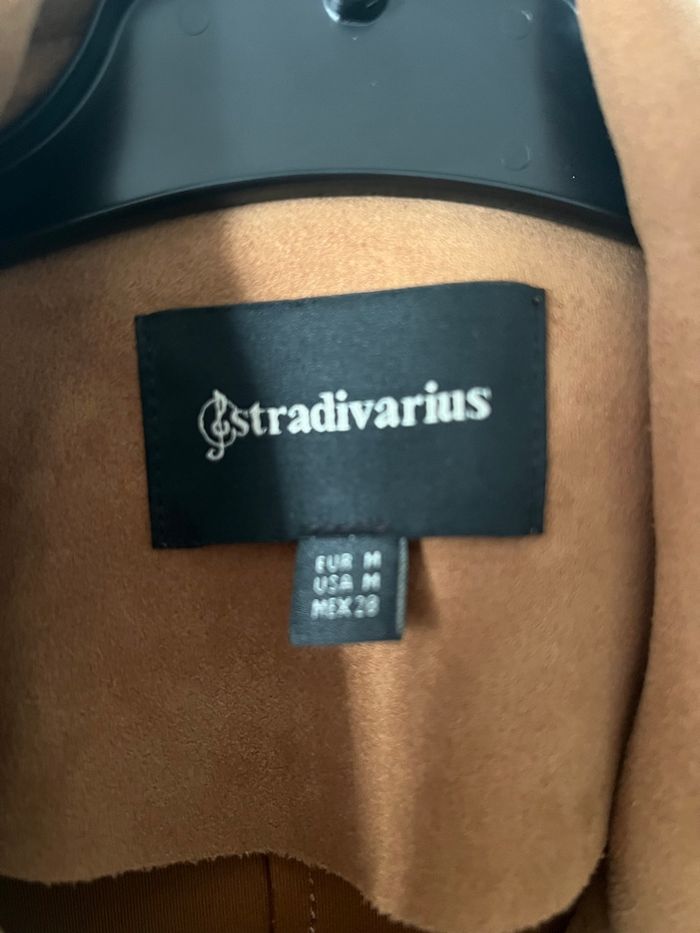 stradivarius
EUR M
USA M
MEX 28